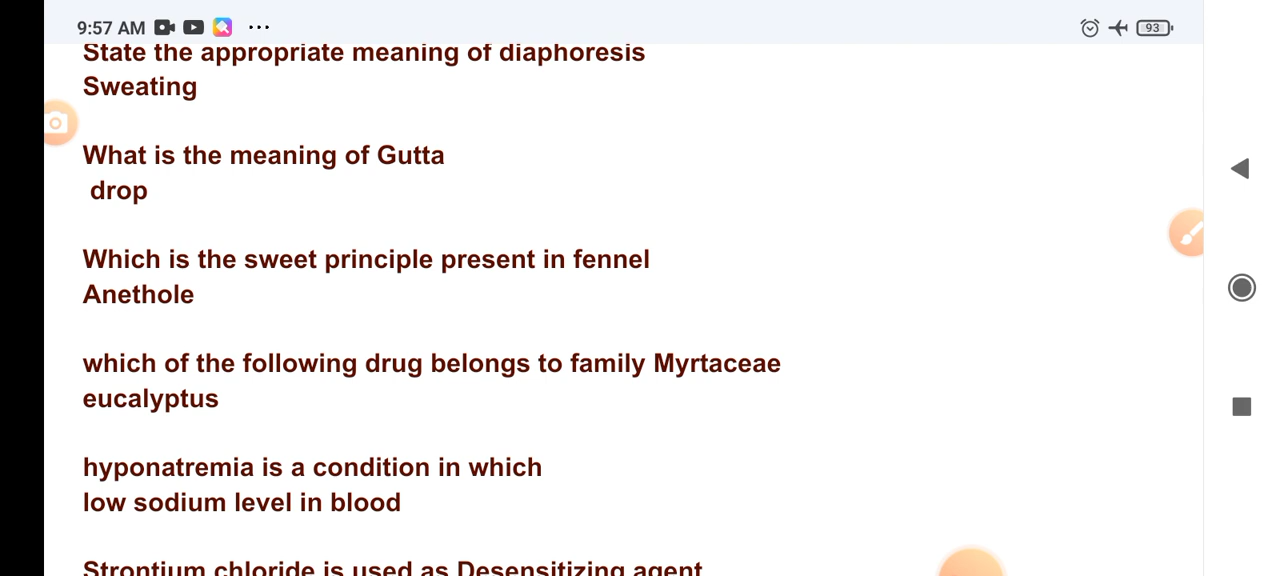 9:57 AM ... 93
State the appropriate meaning of diaphoresis
Sweating
What is the meaning of Gutta
drop
Which is the sweet principle present in fennel
Anethole
which of the following drug belongs to family Myrtaceae
eucalyptus
hyponatremia is a condition in which
low sodium level in blood
Strontium chloride is used as Desensitizing agent